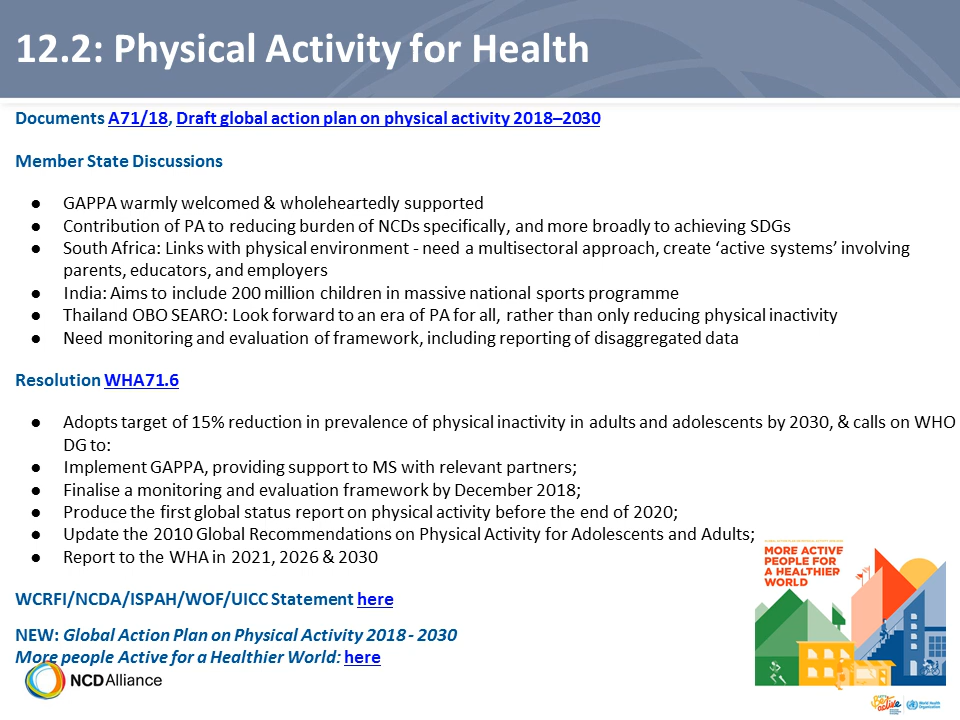 12.2: Physical Activity for Health
Documents A71/18, Draft global action plan on physical activity 2018–2030
Member State Discussions
● GAPPA warmly welcomed & wholeheartedly supported
● Contribution of PA to reducing burden of NCDs specifically, and more broadly to achieving SDGs
● South Africa: Links with physical environment - need a multisectoral approach, create ‘active systems’ involving
parents, educators, and employers
● India: Aims to include 200 million children in massive national sports programme
● Thailand OBO SEARO: Look forward to an era of PA for all, rather than only reducing physical inactivity
● Need monitoring and evaluation of framework, including reporting of disaggregated data
Resolution WHA71.6
● Adopts target of 15% reduction in prevalence of physical inactivity in adults and adolescents by 2030, & calls on WHO
DG to:
● Implement GAPPA, providing support to MS with relevant partners;
● Finalise a monitoring and evaluation framework by December 2018;
● Produce the first global status report on physical activity before the end of 2020;
● Update the 2010 Global Recommendations on Physical Activity for Adolescents and Adults;
● Report to the WHA in 2021, 2026 & 2030
MORE ACTIVE
PEOPLE FOR
A HEALTHIER
WORLD
WCRFI/NCDA/ISPAH/WOF/UICC Statement here
NEW: Global Action Plan on Physical Activity 2018 - 2030
More people Active for a Healthier World: here
NCD Alliance
active
World Health
Organization